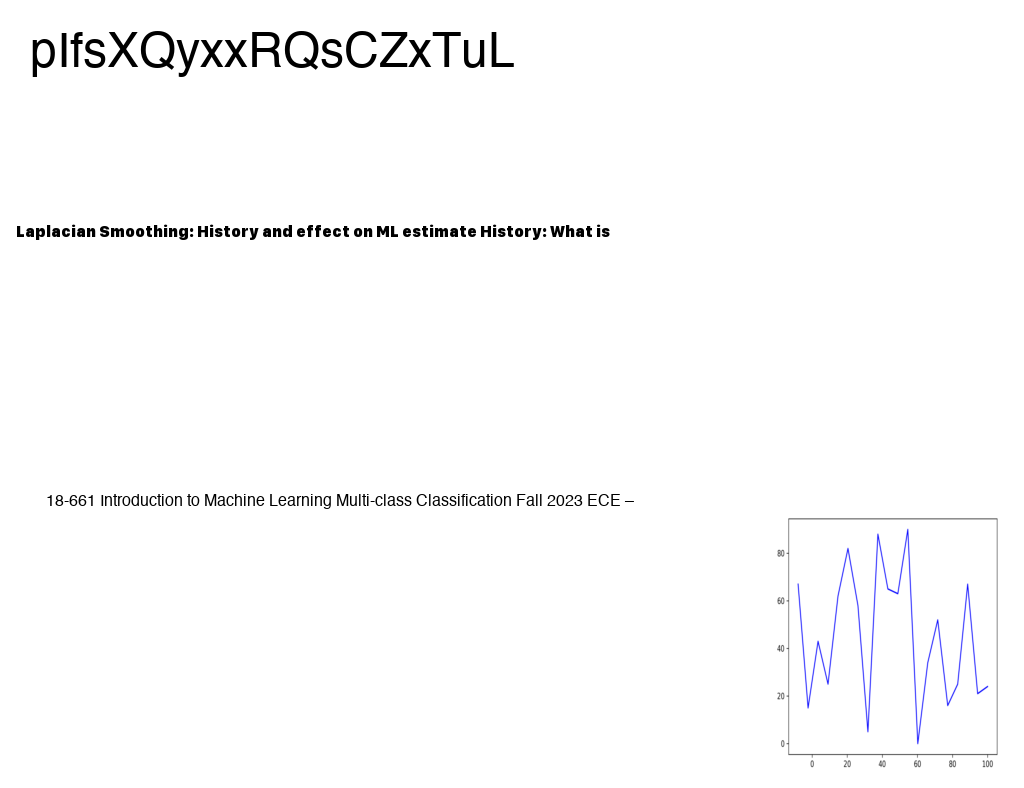 pIfsXQyxxRQsCZxTuL
Laplacian Smoothing: History and effect on ML estimate History: What is
18-661 Introduction to Machine Learning Multi-class Classification Fall 2023 ECE –
80
60
40
20
0
0 20 40 60 80 100